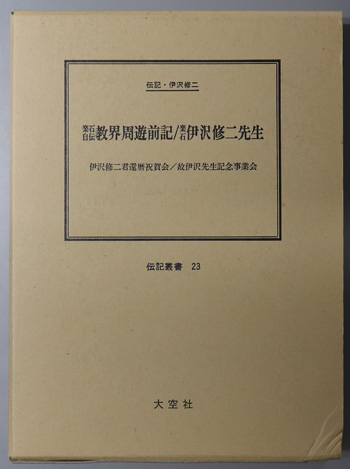 伝記・伊沢修二
楽石自伝教界周遊前記/楽石伊沢修二先生
伊沢修二君還暦祝賀会/故伊沢先生記念事業会
伝記叢書 23
大空社